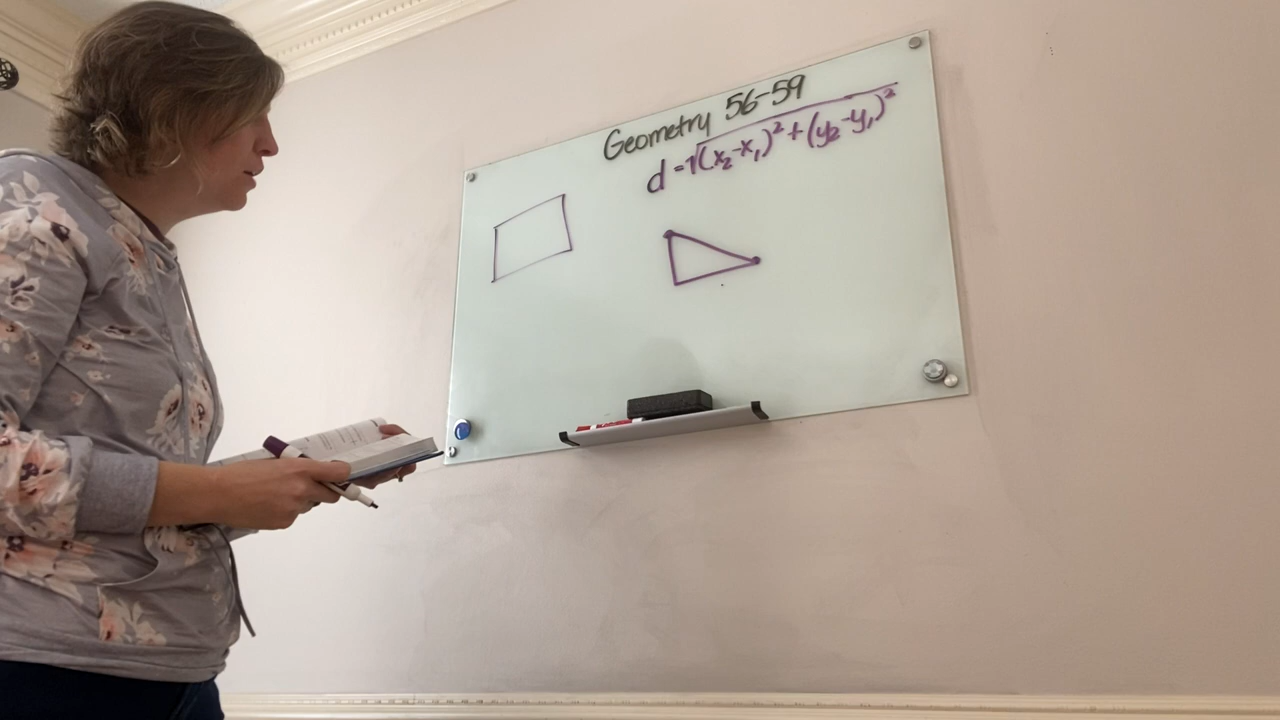 Geometry 56-59
d = √(x₂-x₁)² + (y₂-y₁)²